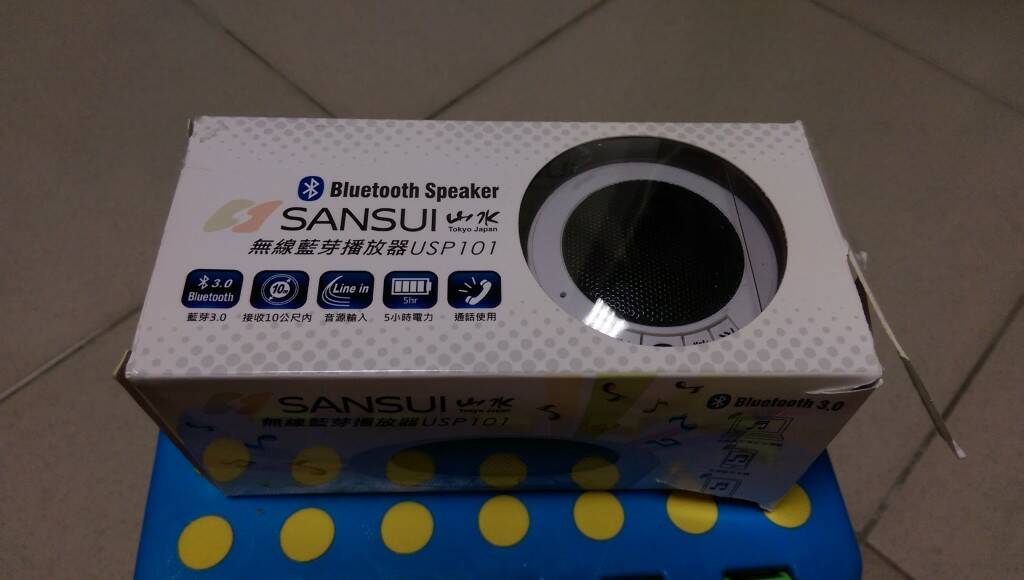 Bluetooth Speaker
SANSUI 山水
Tokyo Japan
無線藍芽播放器USP101
3.0
Bluetooth
10m
Line in
5hr
藍芽3.0
接收10公尺內
音源輸入
5小時電力
通話使用
SANSUI 山水
Tokyo Japan
無線藍芽播放器USP101
Bluetooth 3.0